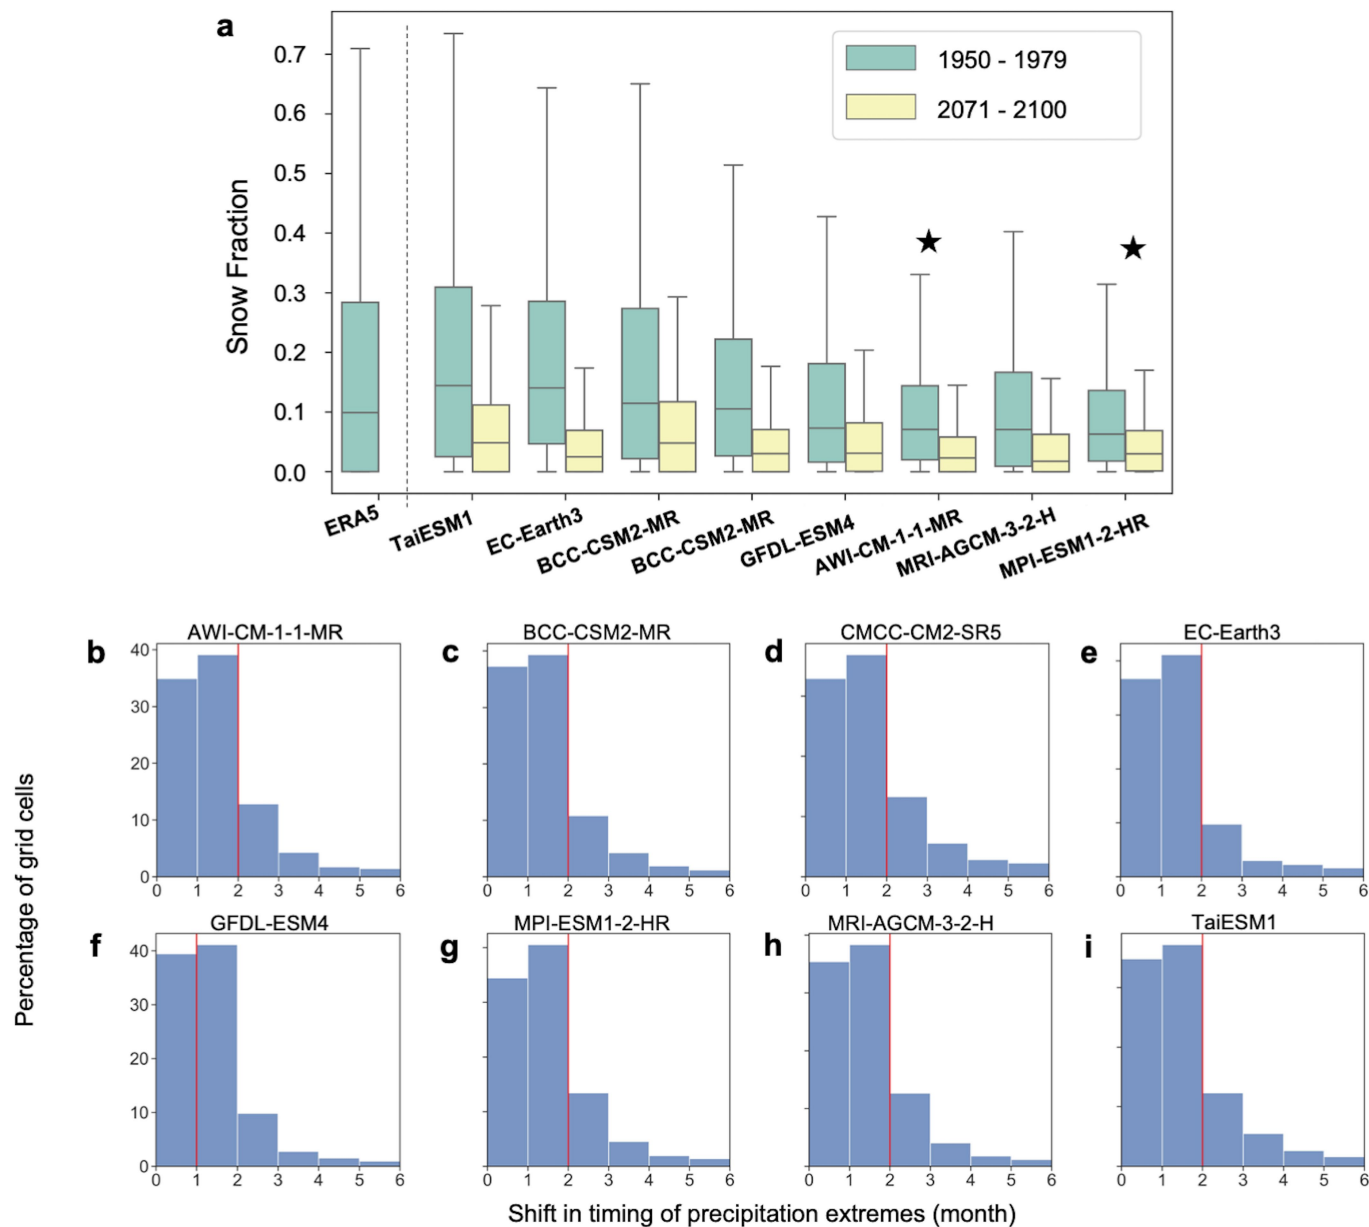 a
0.7
0.6
0.5
0.4
0.3
0.2
0.1
0.0
Snow Fraction
1950 - 1979
2071 - 2100
ERA5
TaiESM1
EC-Earth3
BCC-CSM2-MR
BCC-CSM2-MR
GFDL-ESM4
AWI-CM-1-1-MR
MRI-AGCM-3-2-H
MPI-ESM1-2-HR
Percentage of grid cells
b
AWI-CM-1-1-MR
40
30
20
10
0
0 1 2 3 4 5 6
c
BCC-CSM2-MR
0 1 2 3 4 5 6
d
CMCC-CM2-SR5
0 1 2 3 4 5 6
e
EC-Earth3
0 1 2 3 4 5 6
f
GFDL-ESM4
40
30
20
10
0
0 1 2 3 4 5 6
g
MPI-ESM1-2-HR
0 1 2 3 4 5 6
h
MRI-AGCM-3-2-H
0 1 2 3 4 5 6
i
TaiESM1
0 1 2 3 4 5 6
Shift in timing of precipitation extremes (month)